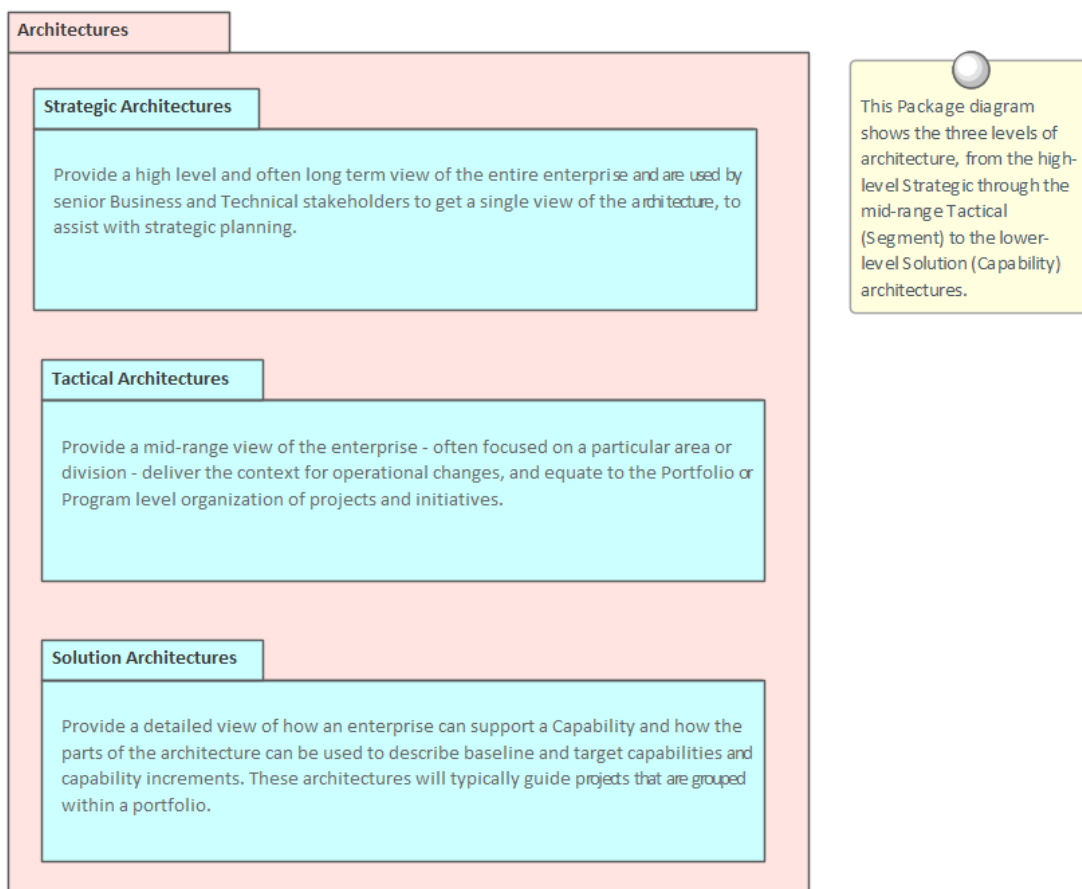 Architectures
Strategic Architectures
Provide a high level and often long term view of the entire enterprise and are used by
senior Business and Technical stakeholders to get a single view of the architecture, to
assist with strategic planning.
Tactical Architectures
Provide a mid-range view of the enterprise - often focused on a particular area or
division - deliver the context for operational changes, and equate to the Portfolio or
Program level organization of projects and initiatives.
Solution Architectures
Provide a detailed view of how an enterprise can support a Capability and how the
parts of the architecture can be used to describe baseline and target capabilities and
capability increments. These architectures will typically guide projects that are grouped
within a portfolio.
This Package diagram
shows the three levels of
architecture, from the high-
level Strategic through the
mid-range Tactical
(Segment) to the lower-
level Solution (Capability)
architectures.